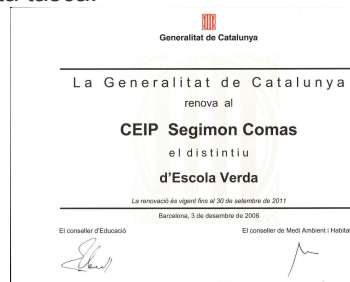 Generalitat de Catalunya
La Generalitat de Catalunya
renova al
CEIP Segimon Comas
el distintiu
d'Escola Verda
La renovació és vigent fins al 30 de setembre de 2011
Barcelona, 3 de desembre de 2008
El conseller d'Educació
El conseller de Medi Ambient i Habitat